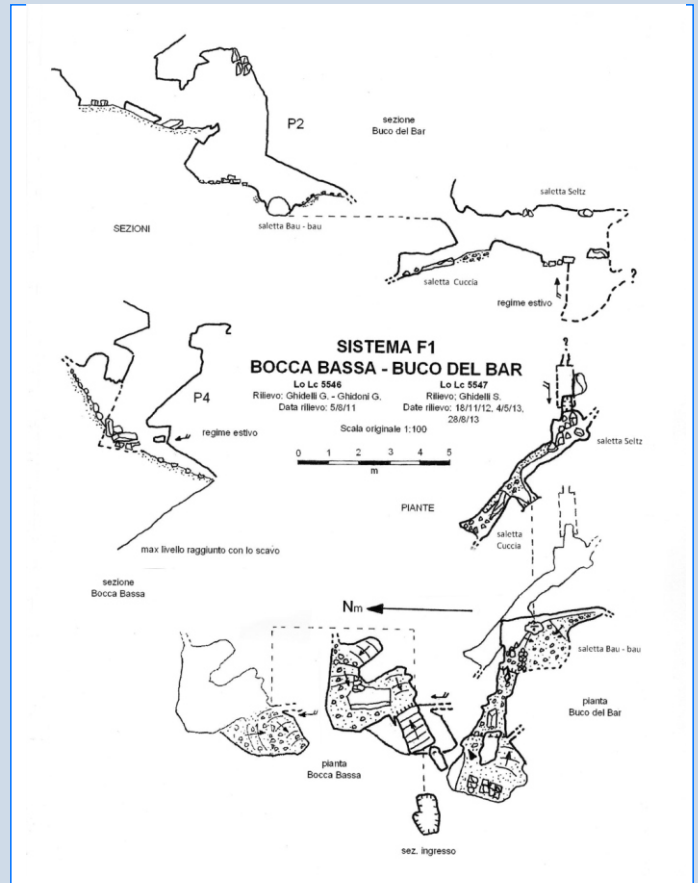 sezione
Buco del Bar
P2
saletta Seltz
SEZIONI
saletta Bau - bau
saletta Cuccia
regime estivo
?
SISTEMA F1
BOCCA BASSA - BUCO DEL BAR
Lo Lc 5546
Rilievo: Ghidelli G. - Ghidoni G.
Data rilievo: 5/8/11
Lo Lc 5547
Rilievo: Ghidelli S.
Date rilievo: 18/11/12, 4/5/13,
28/8/13
Scala originale 1:100
0 1 2 3 4 5
m
P4
regime estivo
?
saletta Seltz
PIANTE
saletta
Cuccia
?
max livello raggiunto con lo scavo
sezione
Bocca Bassa
Nm
saletta Bau - bau
pianta
Buco del Bar
pianta
Bocca Bassa
sez. ingresso